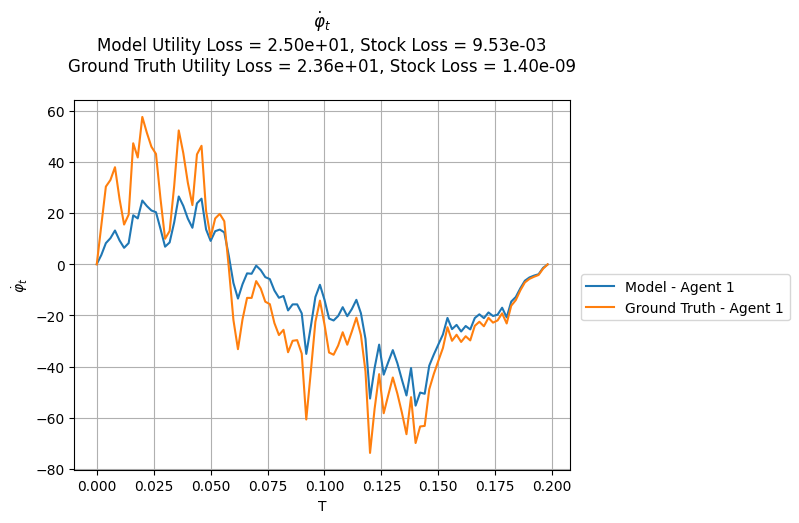 φ̇ₜ
Model Utility Loss = 2.50e+01, Stock Loss = 9.53e-03
Ground Truth Utility Loss = 2.36e+01, Stock Loss = 1.40e-09
60
40
20
0
−20
−40
−60
−80
φ̇ₜ
0.000 0.025 0.050 0.075 0.100 0.125 0.150 0.175 0.200
T
Model - Agent 1
Ground Truth - Agent 1